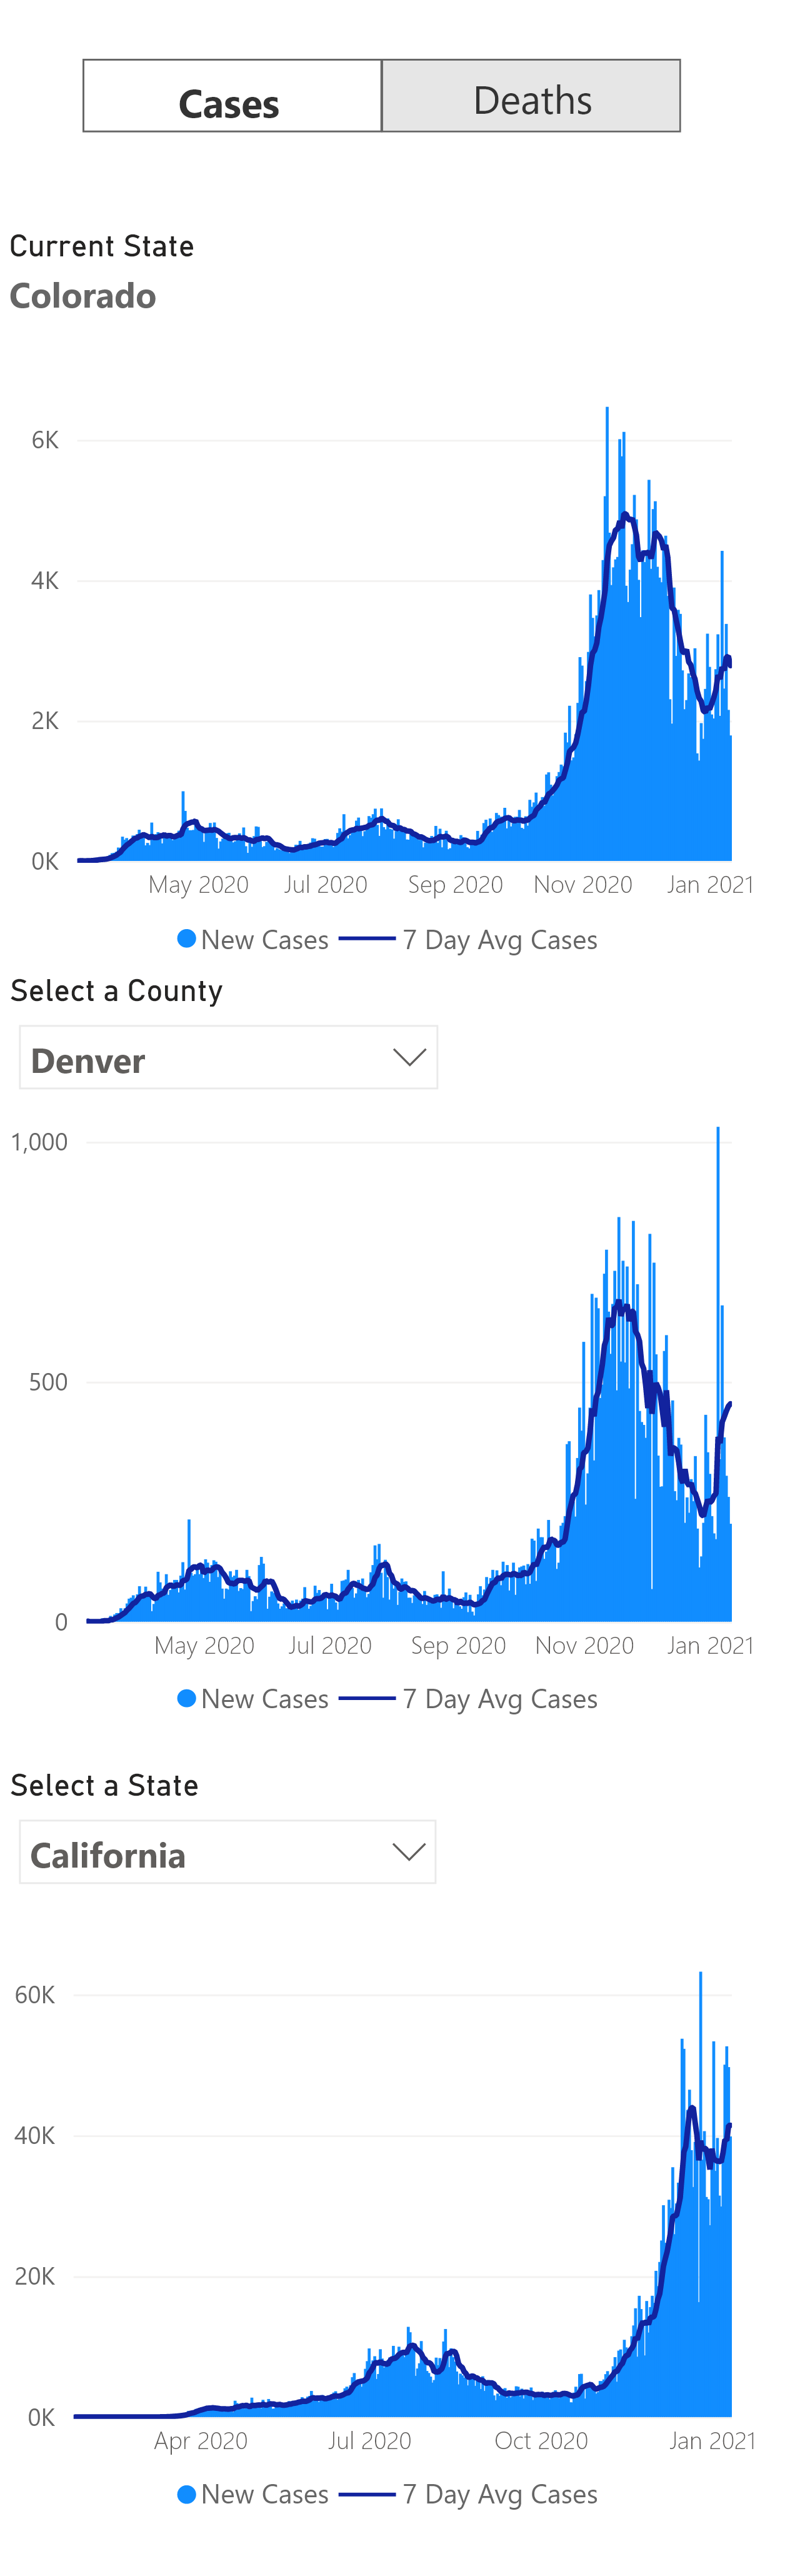 Cases Deaths
Current State
Colorado
6K
4K
2K
0K
May 2020 Jul 2020 Sep 2020 Nov 2020 Jan 2021
New Cases 7 Day Avg Cases
Select a County
Denver
1,000
500
0
May 2020 Jul 2020 Sep 2020 Nov 2020 Jan 2021
New Cases 7 Day Avg Cases
Select a State
California
60K
40K
20K
0K
Apr 2020 Jul 2020 Oct 2020 Jan 2021
New Cases 7 Day Avg Cases